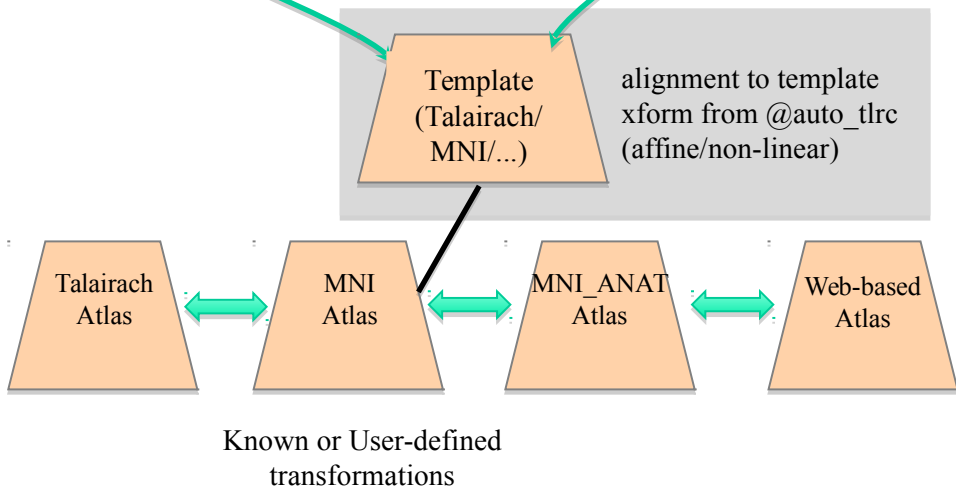 Template
(Talairach/
MNI/...)
alignment to template
xform from @auto_tlrc
(affine/non-linear)
Talairach
Atlas
MNI
Atlas
MNI_ANAT
Atlas
Web-based
Atlas
Known or User-defined
transformations